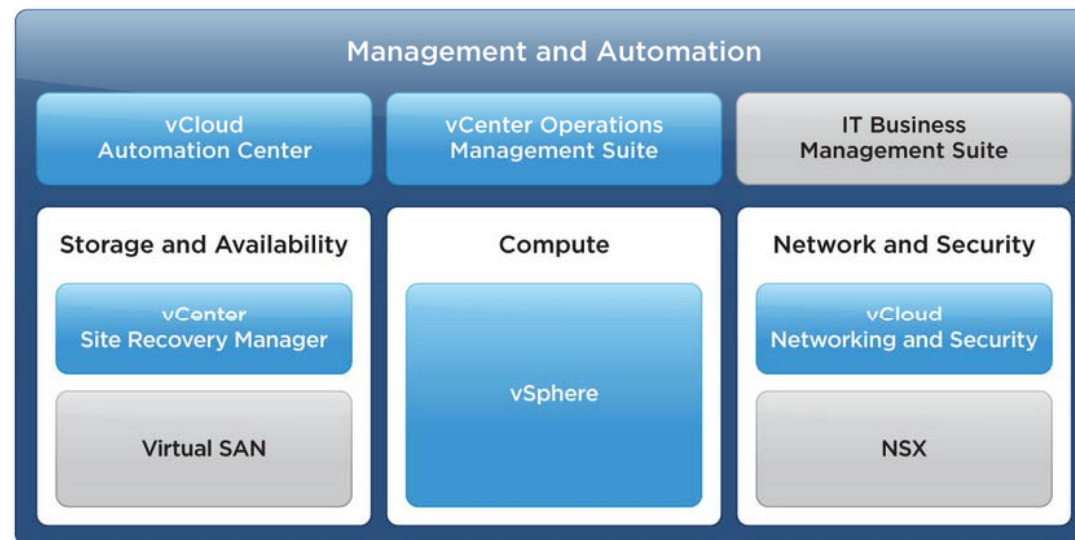 Management and Automation
vCloud
Automation Center
vCenter Operations
Management Suite
IT Business
Management Suite
Storage and Availability
vCenter
Site Recovery Manager
Virtual SAN
Compute
vSphere
Network and Security
vCloud
Networking and Security
NSX